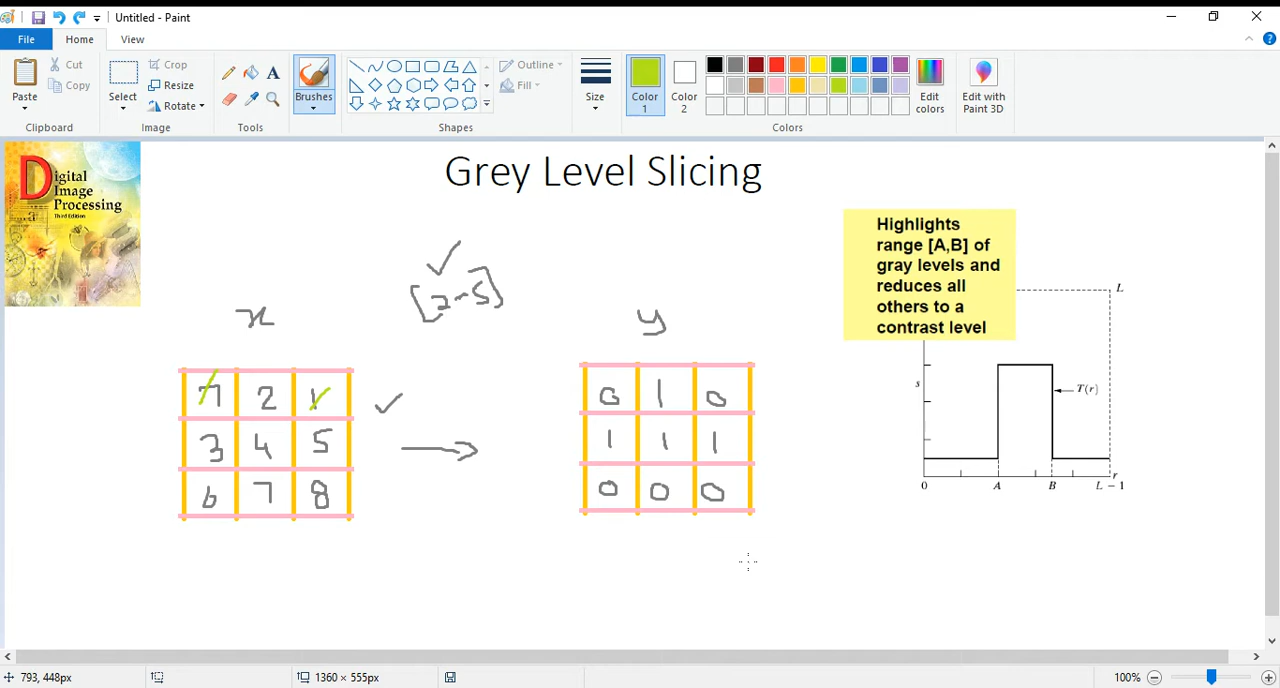 Untitled - Paint
File Home View
Paste Cut Copy
Clipboard
Select Crop Resize Rotate
Image
A
Tools
Brushes
Outline Fill
Shapes
Size
Color 1 Color 2
Edit colors
Colors
Edit with Paint 3D
Digital
Image
Processing
Third Edition
Grey Level Slicing
[2-5]
x
7 2 1
3 4 5
6 7 8
y
0 1 0
1 1 1
0 0 0
Highlights
range [A,B] of
gray levels and
reduces all
others to a
contrast level
L
s
T(r)
r
0 A B L − 1
793, 448px 1360 × 555px 100%